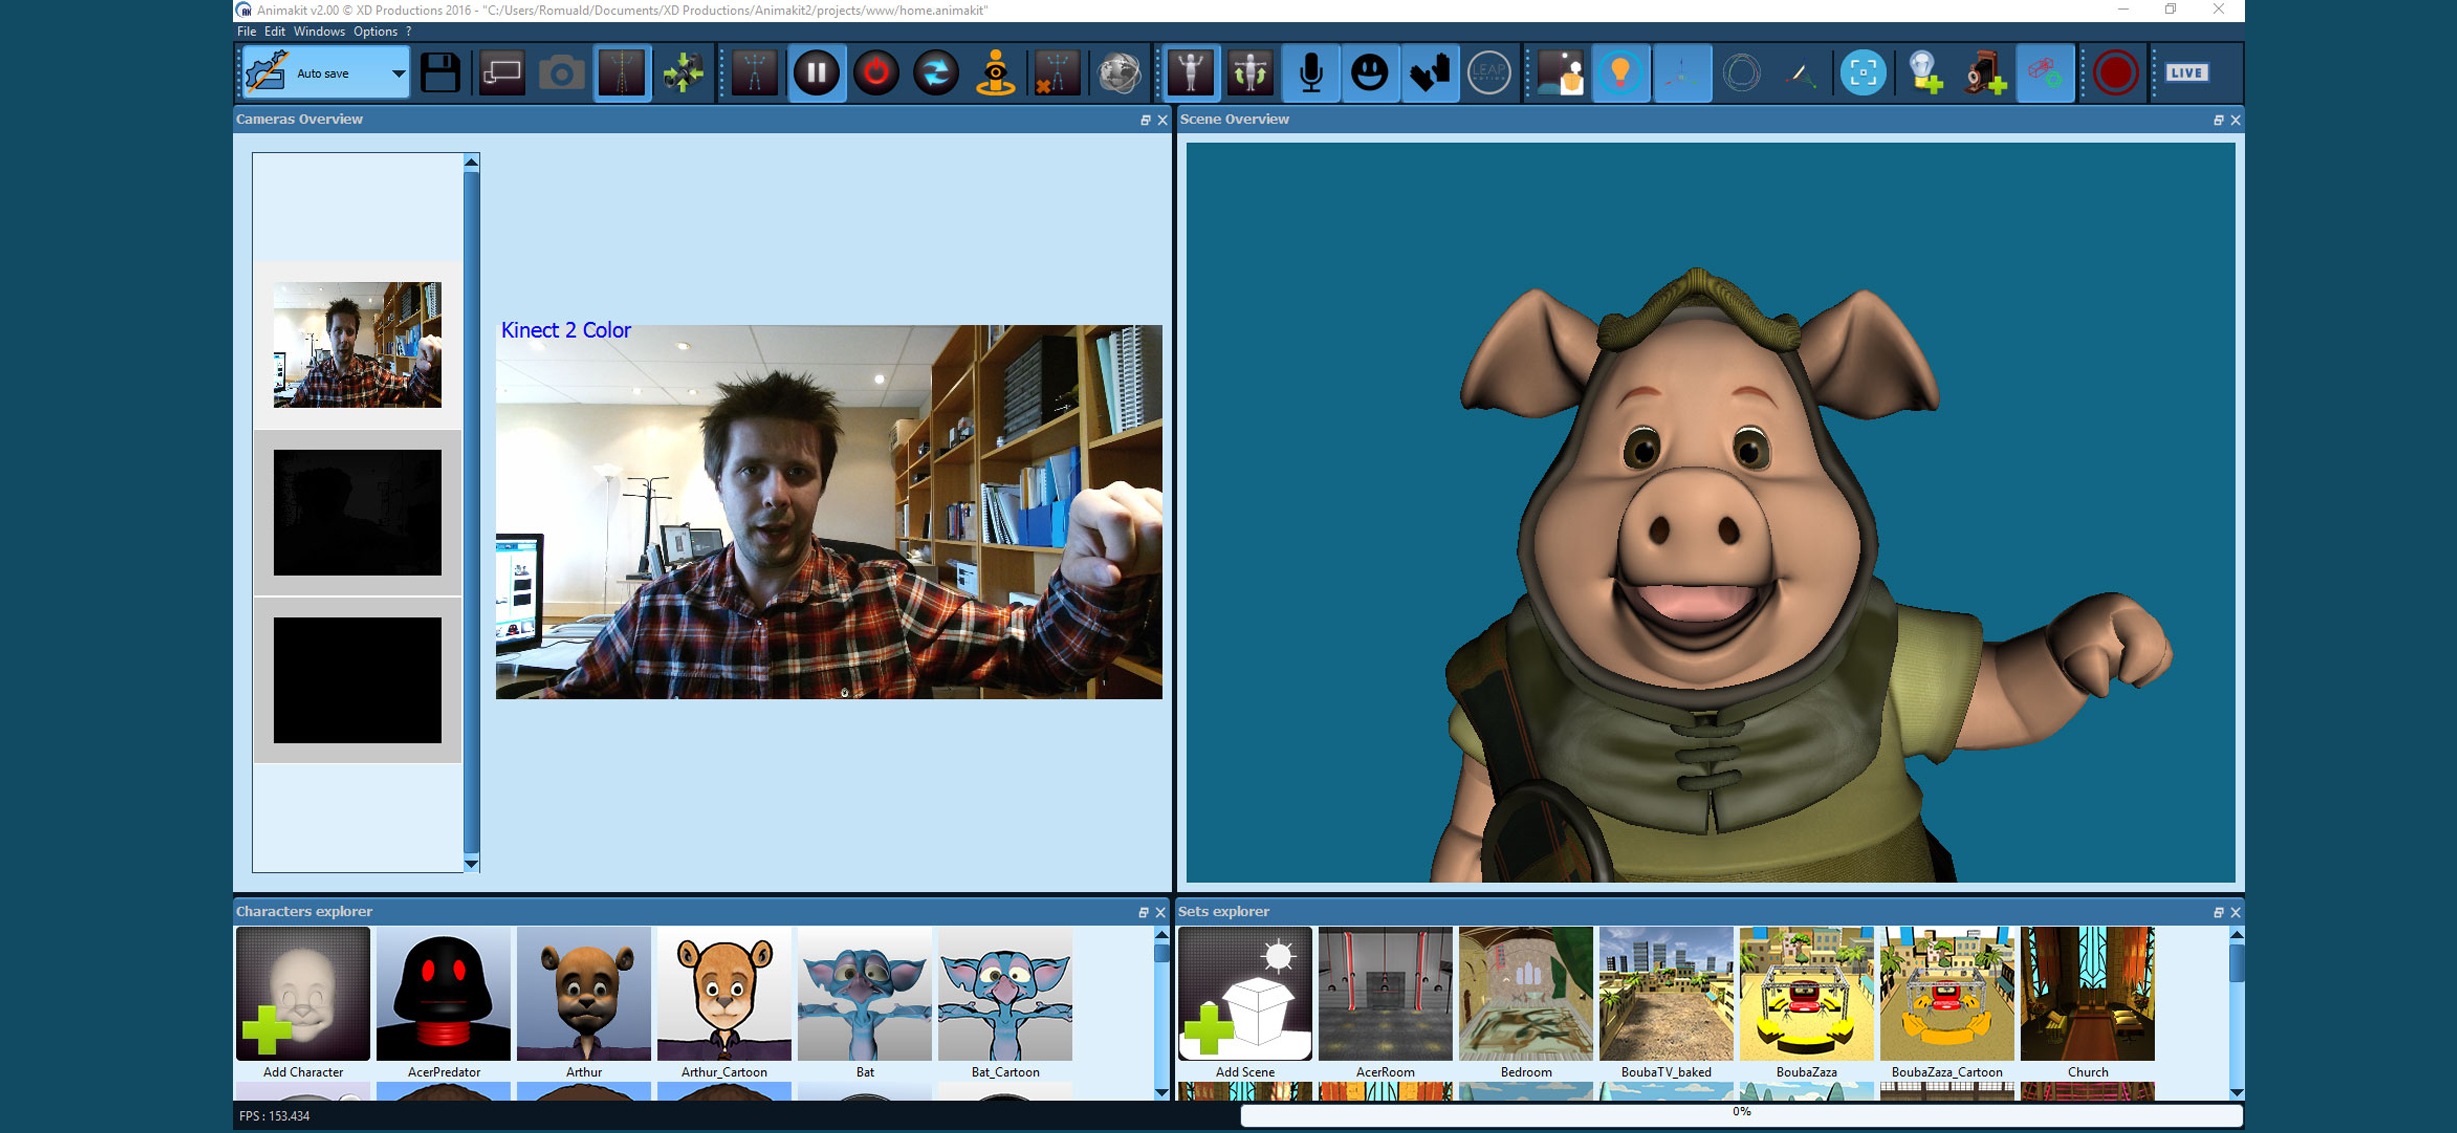 Animakit v2.00 © XD Productions 2016 - "C:/Users/Romuald/Documents/XD Productions/Animakit2/projects/www/home.animakit"
File Edit Windows Options ?
Auto save
LEAP
MOTION
LIVE
Cameras Overview
Scene Overview
Kinect 2 Color
Characters explorer
Sets explorer
Add Character AcerPredator Arthur Arthur_Cartoon Bat Bat_Cartoon
Add Scene AcerRoom Bedroom BoubaTV_baked BoubaZaza BoubaZaza_Cartoon Church
FPS : 153.434
0%